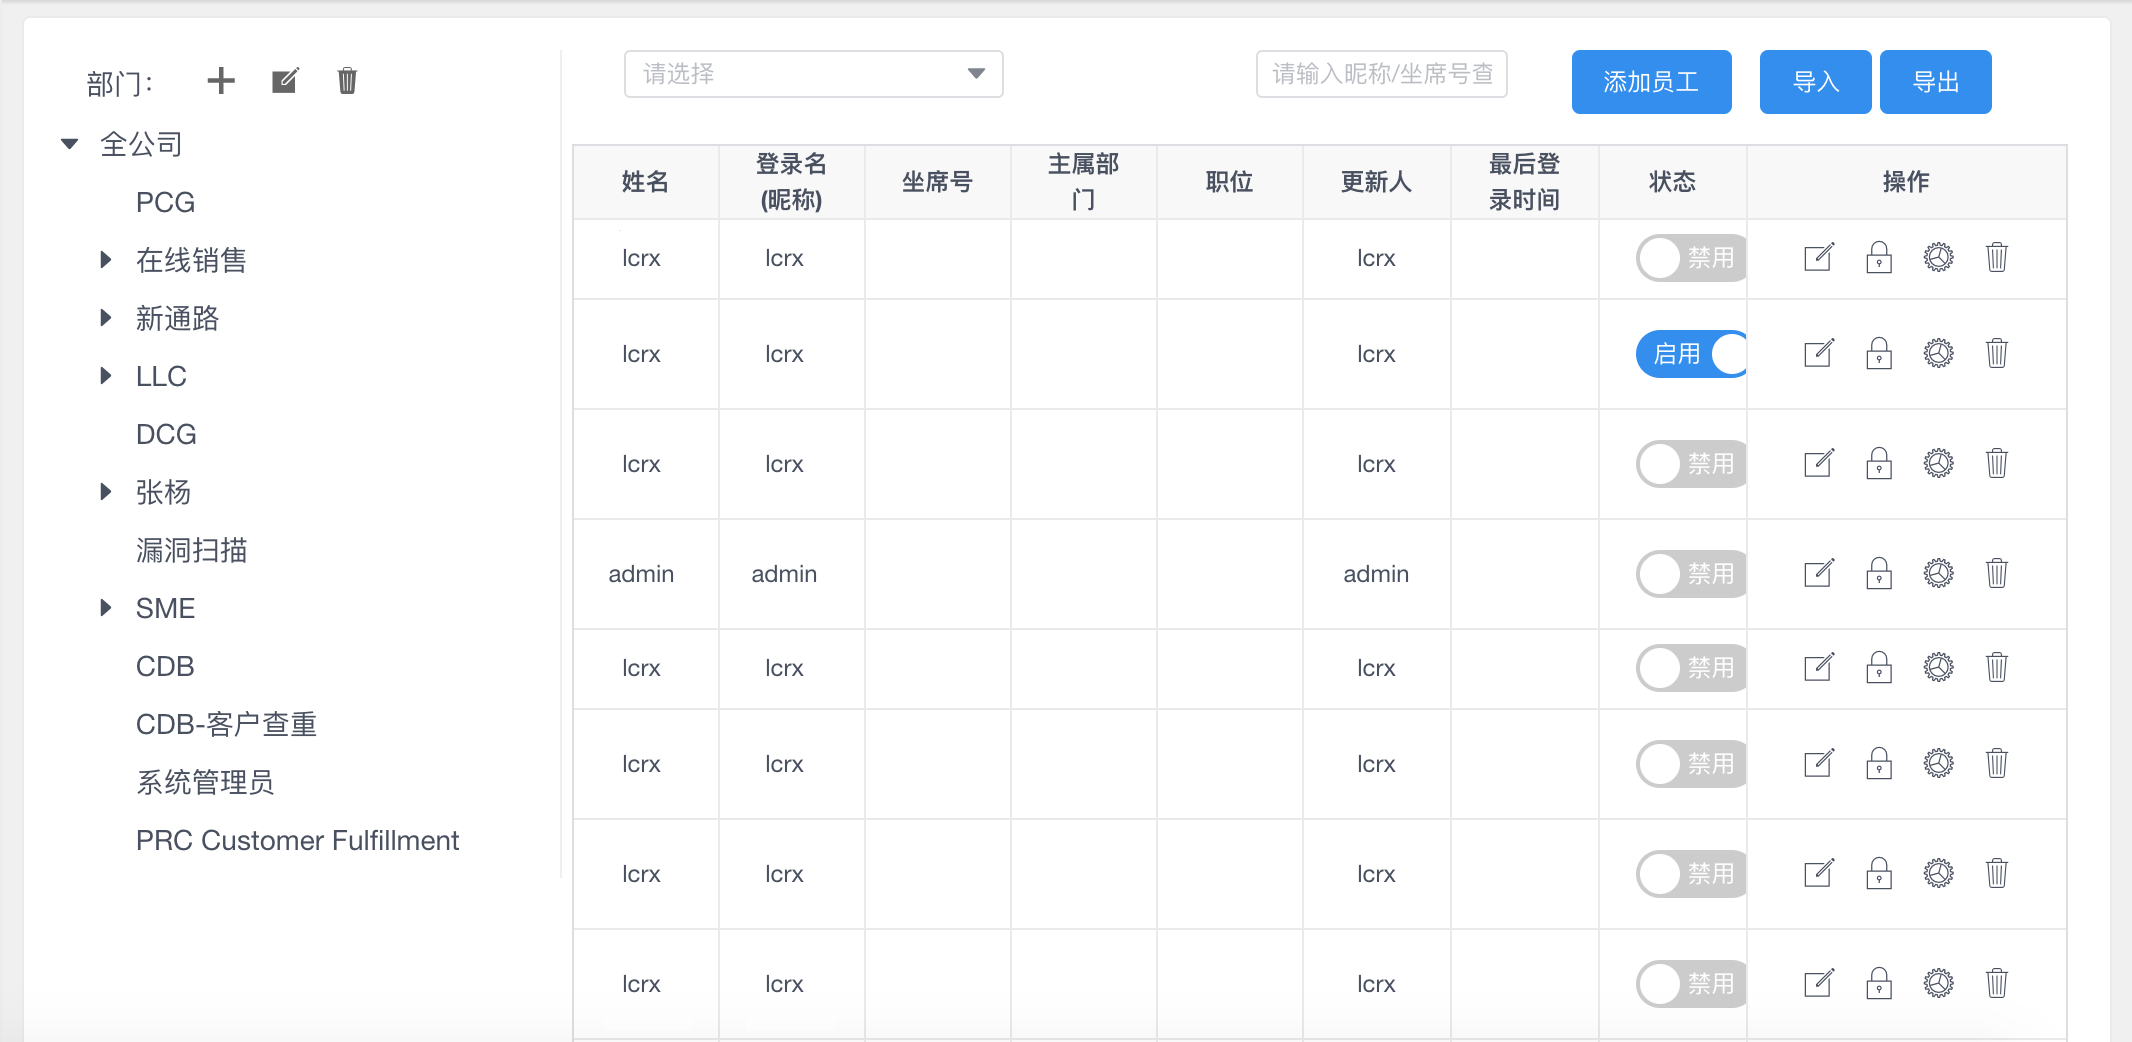 部门：
全公司
PCG
在线销售
新通路
LLC
DCG
张杨
漏洞扫描
SME
CDB
CDB-客户查重
系统管理员
PRC Customer Fulfillment
请选择
请输入昵称/坐席号查
添加员工
导入
导出
姓名
登录名
(昵称)
坐席号
主属部
门
职位
更新人
最后登
录时间
状态
操作
lcrx lcrx lcrx 禁用
lcrx lcrx lcrx 启用
lcrx lcrx lcrx 禁用
admin admin admin 禁用
lcrx lcrx lcrx 禁用
lcrx lcrx lcrx 禁用
lcrx lcrx lcrx 禁用
lcrx lcrx lcrx 禁用